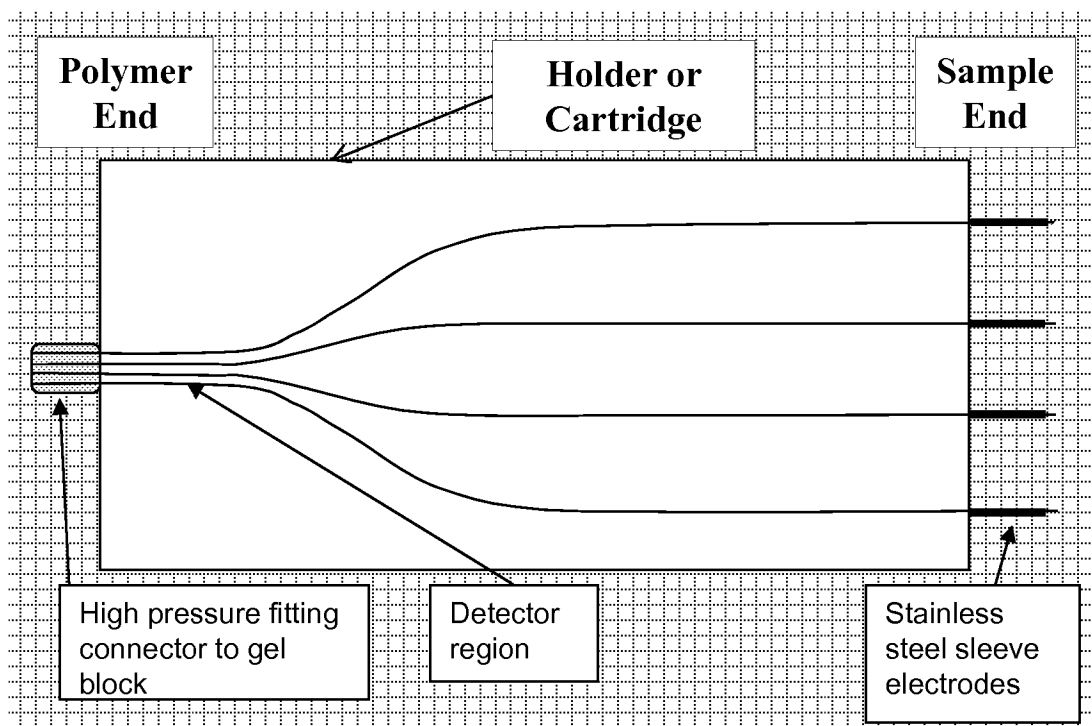 Polymer
End
Holder or
Cartridge
Sample
End
High pressure fitting
connector to gel
block
Detector
region
Stainless
steel sleeve
electrodes